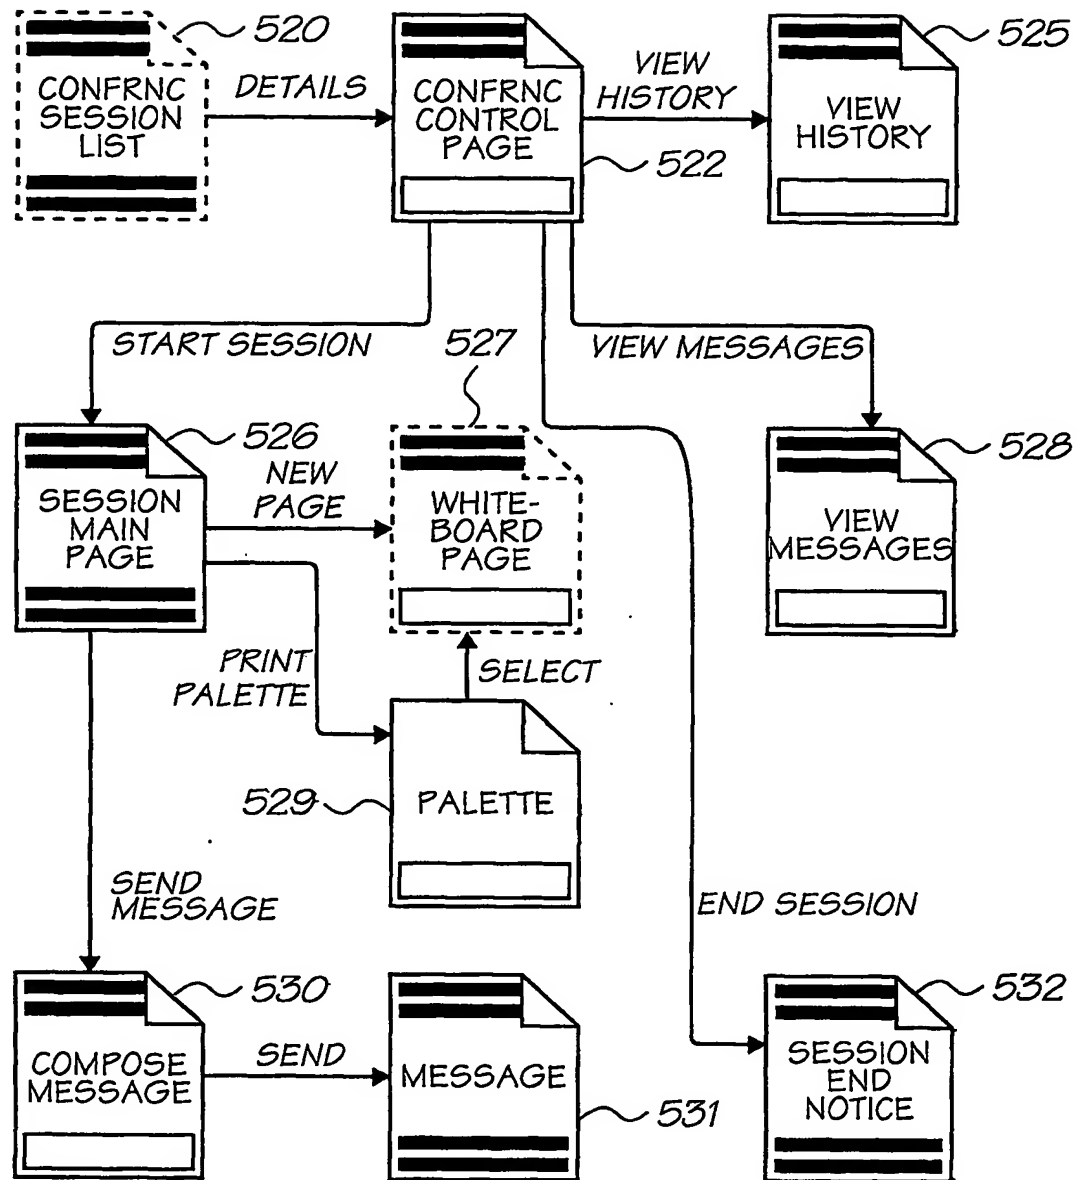 520
525
CONFRNC
SESSION
LIST
DETAILS
CONFRNC
CONTROL
PAGE
522
VIEW
HISTORY
VIEW
HISTORY
START SESSION
527
VIEW MESSAGES
526
528
SESSION
MAIN
PAGE
NEW
PAGE
WHITE-
BOARD
PAGE
VIEW
MESSAGES
PRINT
PALETTE
SELECT
529
PALETTE
SEND
MESSAGE
END SESSION
530
532
COMPOSE
MESSAGE
SEND
MESSAGE
531
SESSION
END
NOTICE